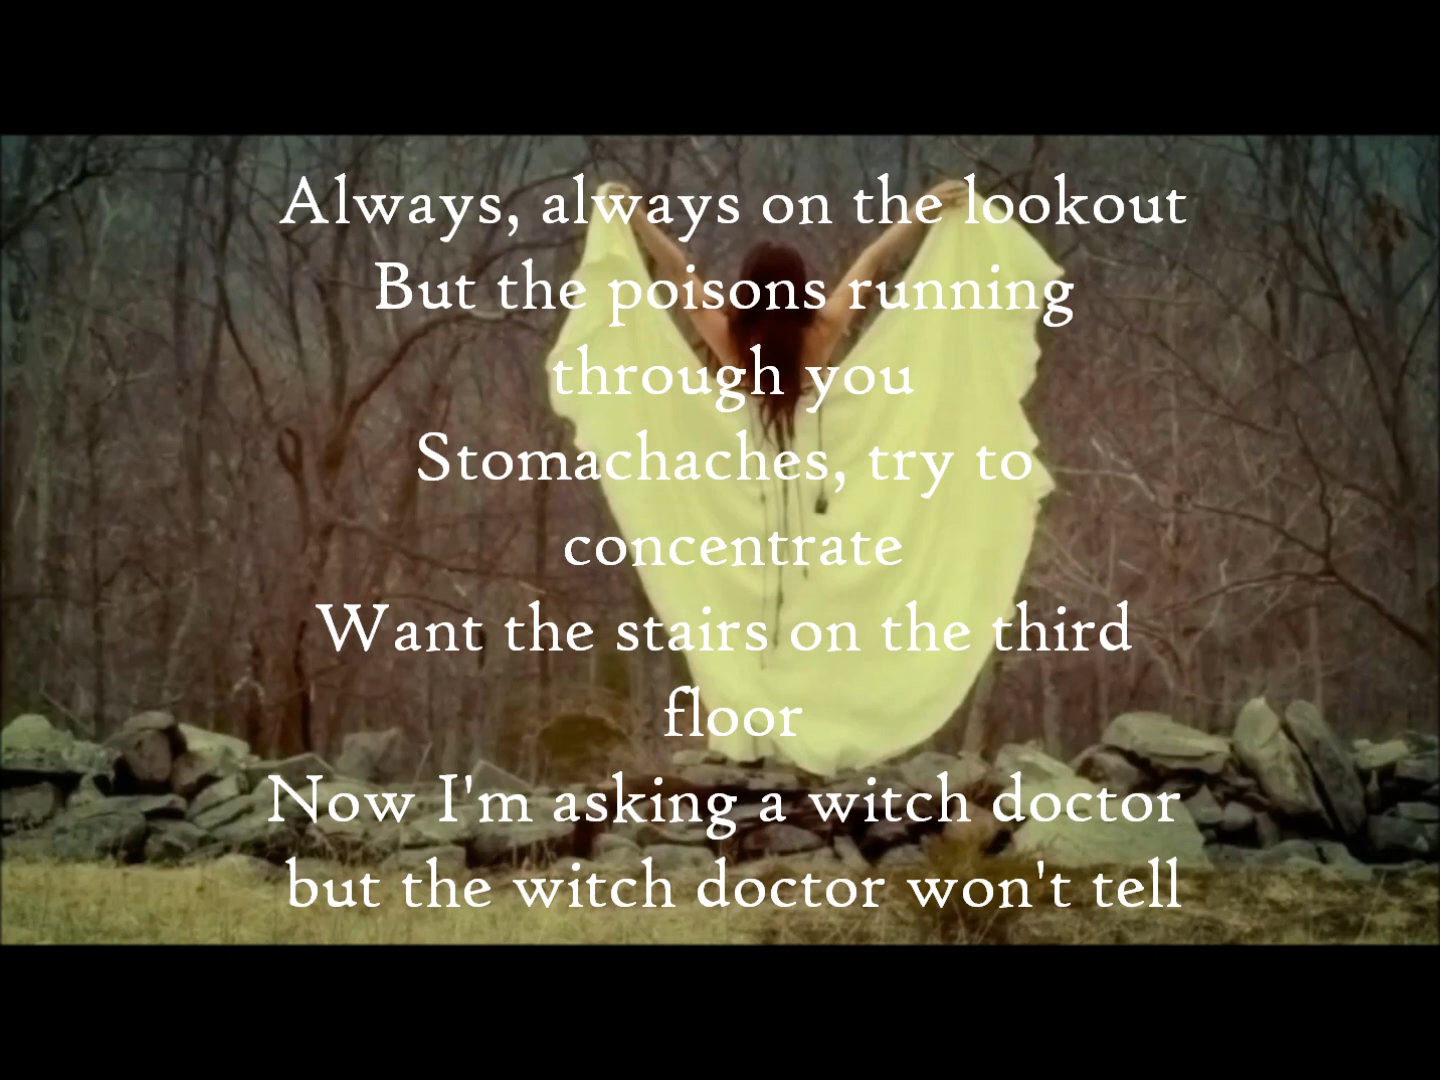 Always, always on the lookout
But the poisons running
through you
Stomachaches, try to
concentrate
Want the stairs on the third
floor
Now I'm asking a witch doctor
but the witch doctor won't tell